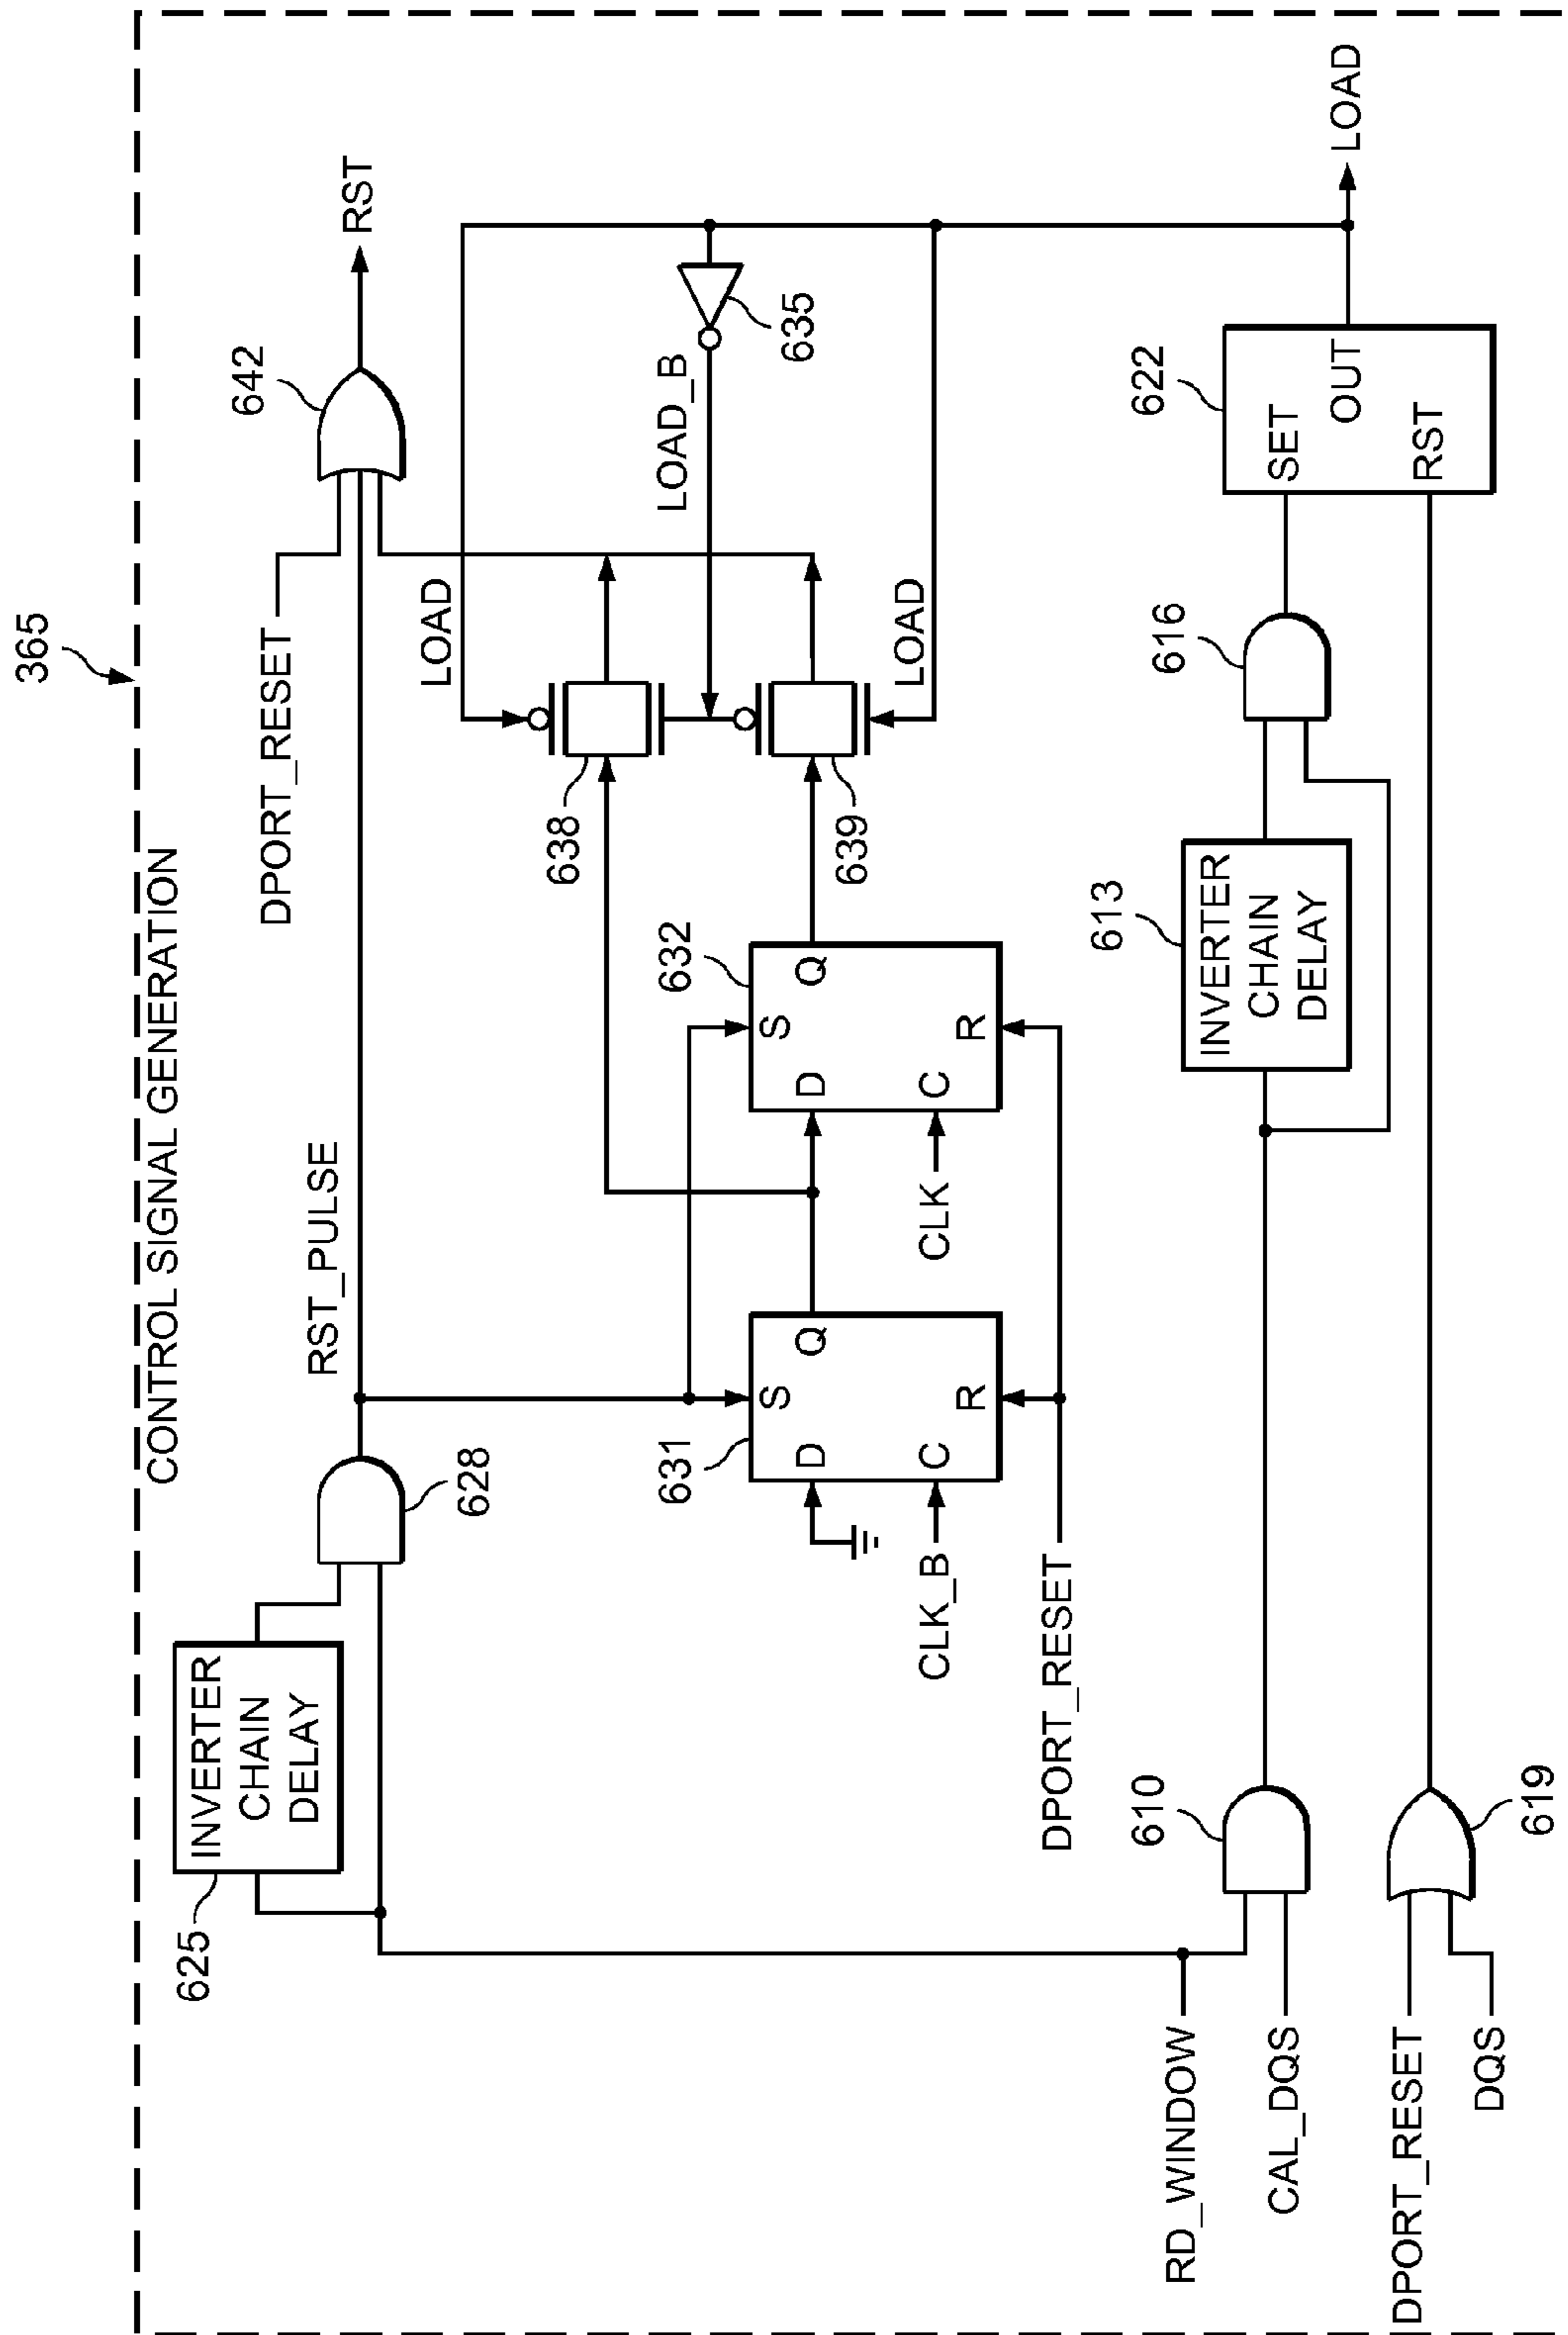 365
CONTROL SIGNAL GENERATION
INVERTER
CHAIN
DELAY
625
628
RST_PULSE
DPORT_RESET
642
RST
631
D
S
Q
C
R
CLK_B
DPORT_RESET
632
D
S
Q
C
R
CLK
638
639
LOAD
LOAD_B
LOAD
635
RD_WINDOW
CAL_DQS
610
INVERTER
CHAIN
DELAY
613
616
DPORT_RESET
DQS
619
622
SET
OUT
RST
LOAD